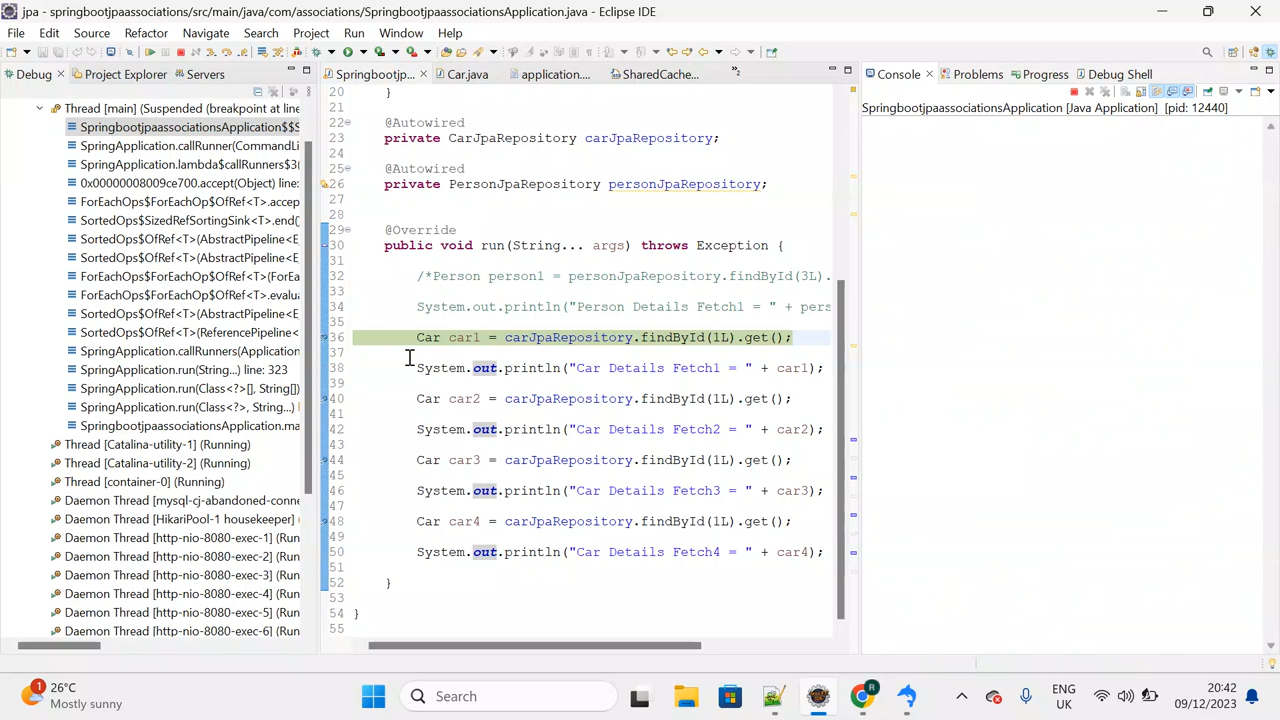 jpa - springbootjpaassociations/src/main/java/com/associations/SpringbootjpaassociationsApplication.java - Eclipse IDE
File Edit Source Refactor Navigate Search Project Run Window Help
Debug Project Explorer Servers
Springbootjp... Car.java application.... SharedCache...
Console Problems Progress Debug Shell
SpringbootjpaassociationsApplication [Java Application] [pid: 12440]
Thread [main] (Suspended (breakpoint at line
SpringbootjpaassociationsApplication$$S
SpringApplication.callRunner(CommandLi
SpringApplication.lambda$callRunners$3(
0x00000008009ce700.accept(Object) line:
ForEachOps$ForEachOp$OfRef<T>.accep
SortedOps$SizedRefSortingSink<T>.end(
SortedOps$OfRef<T>(AbstractPipeline<E
SortedOps$OfRef<T>(AbstractPipeline<E
ForEachOps$ForEachOp$OfRef<T>(ForEa
ForEachOps$ForEachOp$OfRef<T>.evalua
SortedOps$OfRef<T>(AbstractPipeline<E
SortedOps$OfRef<T>(ReferencePipeline<
SpringApplication.callRunners(Applicatio
SpringApplication.run(String...) line: 323
SpringApplication.run(Class<?>[], String[])
SpringApplication.run(Class<?>, String...)
SpringbootjpaassociationsApplication.ma
Thread [Catalina-utility-1] (Running)
Thread [Catalina-utility-2] (Running)
Thread [container-0] (Running)
Daemon Thread [mysql-cj-abandoned-conne
Daemon Thread [HikariPool-1 housekeeper] (
Daemon Thread [http-nio-8080-exec-1] (Run
Daemon Thread [http-nio-8080-exec-2] (Run
Daemon Thread [http-nio-8080-exec-3] (Run
Daemon Thread [http-nio-8080-exec-4] (Run
Daemon Thread [http-nio-8080-exec-5] (Run
Daemon Thread [http-nio-8080-exec-6] (Run
20 }
21
22 @Autowired
23 private CarJpaRepository carJpaRepository;
24
25 @Autowired
26 private PersonJpaRepository personJpaRepository;
27
28
29 @Override
30 public void run(String... args) throws Exception {
31
32 /*Person person1 = personJpaRepository.findById(3L).
33
34 System.out.println("Person Details Fetch1 = " + pers
35
36 Car car1 = carJpaRepository.findById(1L).get();
37
38 System.out.println("Car Details Fetch1 = " + car1);
39
40 Car car2 = carJpaRepository.findById(1L).get();
41
42 System.out.println("Car Details Fetch2 = " + car2);
43
44 Car car3 = carJpaRepository.findById(1L).get();
45
46 System.out.println("Car Details Fetch3 = " + car3);
47
48 Car car4 = carJpaRepository.findById(1L).get();
49
50 System.out.println("Car Details Fetch4 = " + car4);
51
52 }
53
54 }
55
1
26°C
Mostly sunny
Search
R
ENG
UK
20:42
09/12/2023